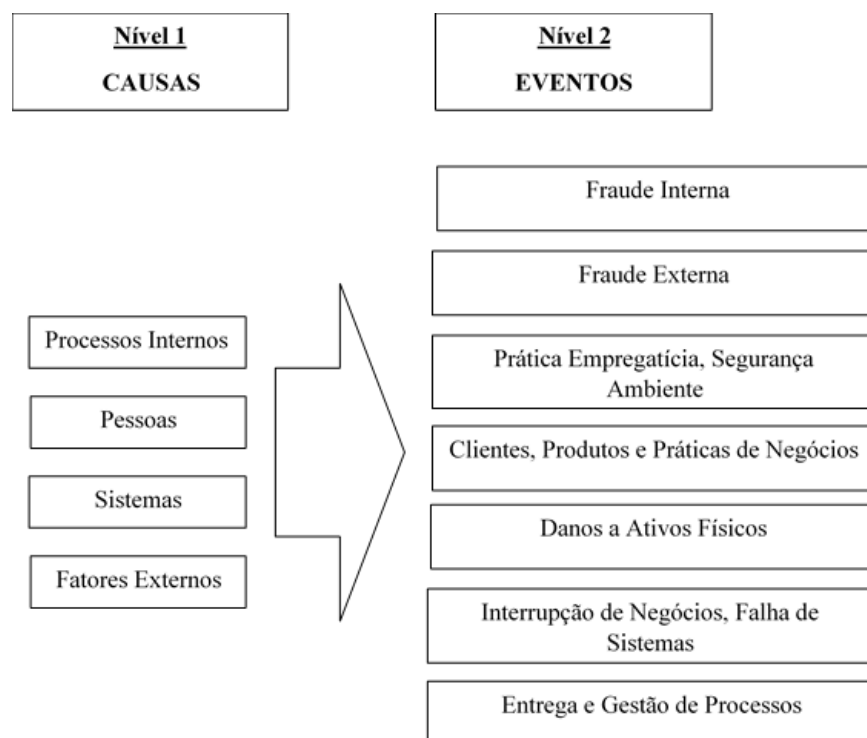 Nível 1
CAUSAS
Nível 2
EVENTOS
Processos Internos
Pessoas
Sistemas
Fatores Externos
Fraude Interna
Fraude Externa
Prática Empregatícia, Segurança
Ambiente
Clientes, Produtos e Práticas de Negócios
Danos a Ativos Físicos
Interrupção de Negócios, Falha de
Sistemas
Entrega e Gestão de Processos